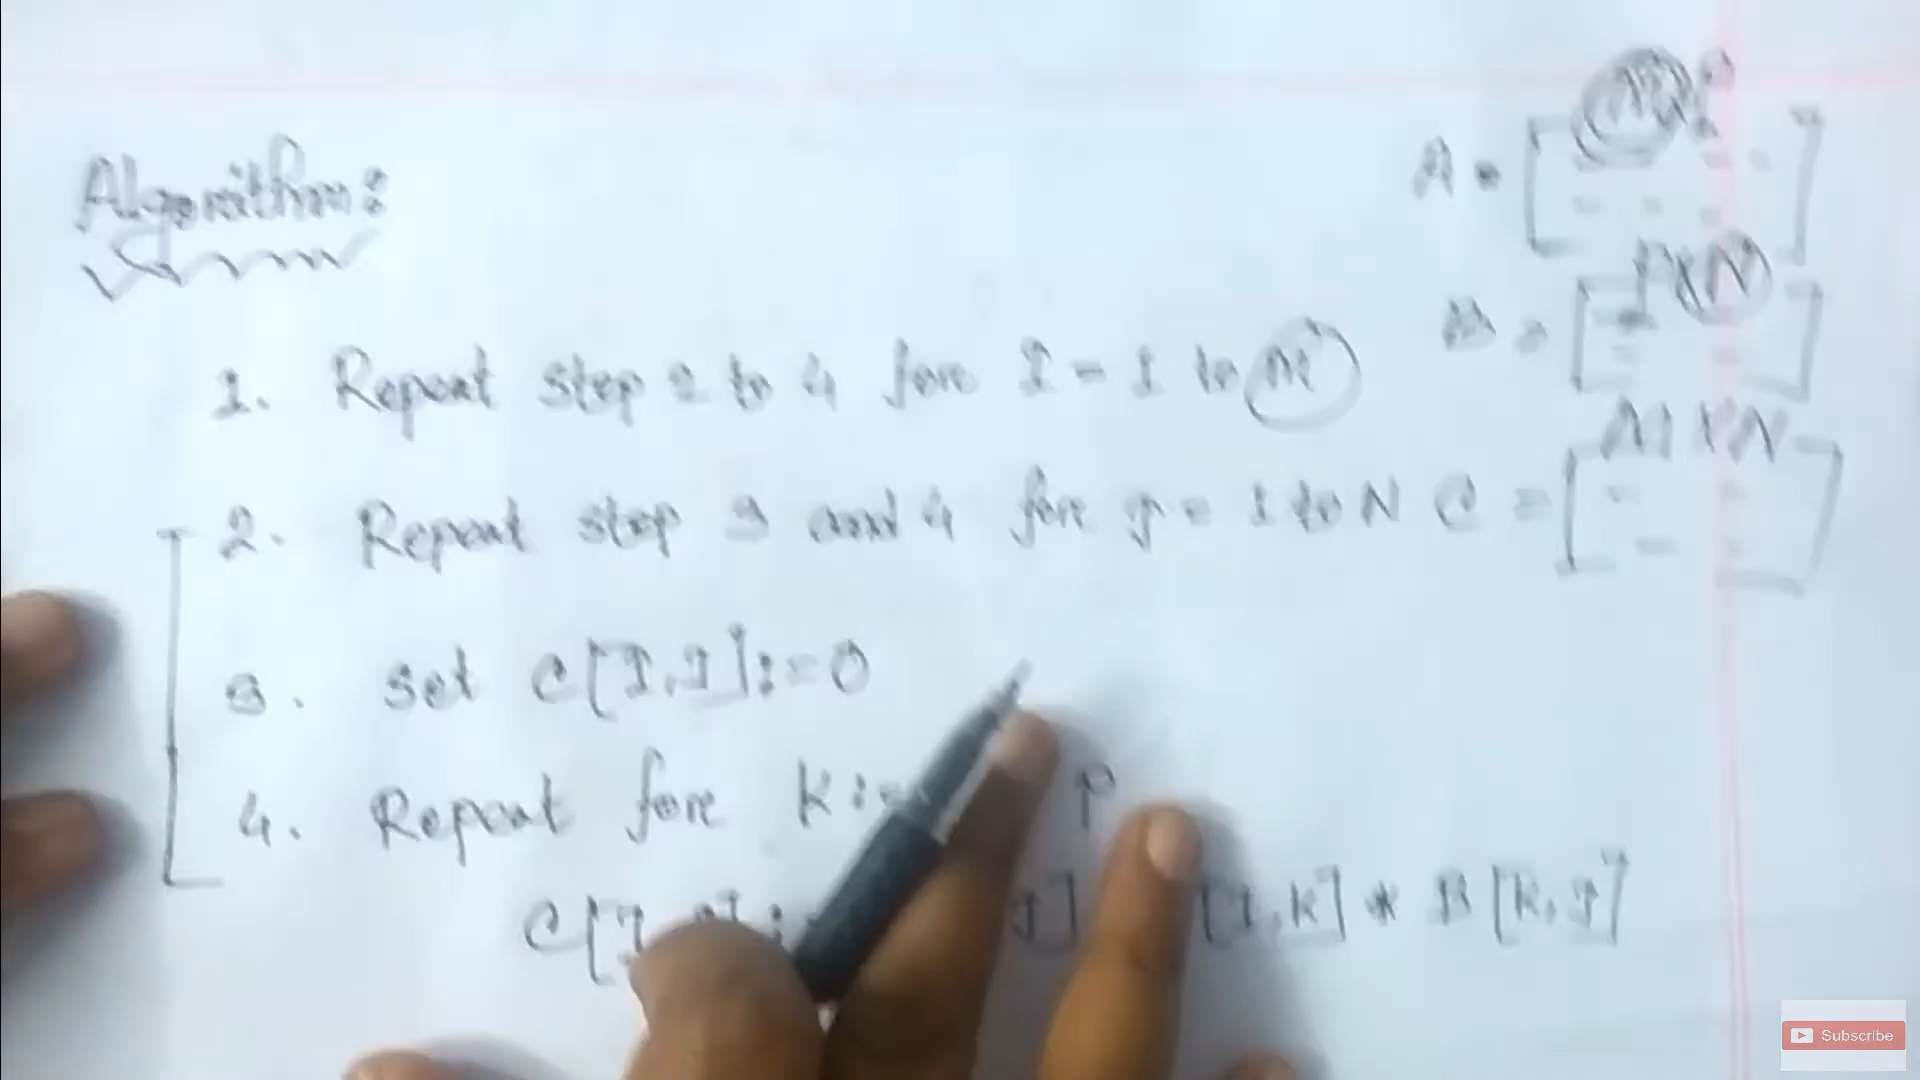 Algorithm:
A =
P X N
B =
1. Repeat step 2 to 4 for I = 1 to M
M X N
2. Repeat step 3 and 4 for J = 1 to N C =
3. Set C[I,J]:=0
4. Repeat for K:= P
C[I J] [I,K] * B[K,J]
Subscribe